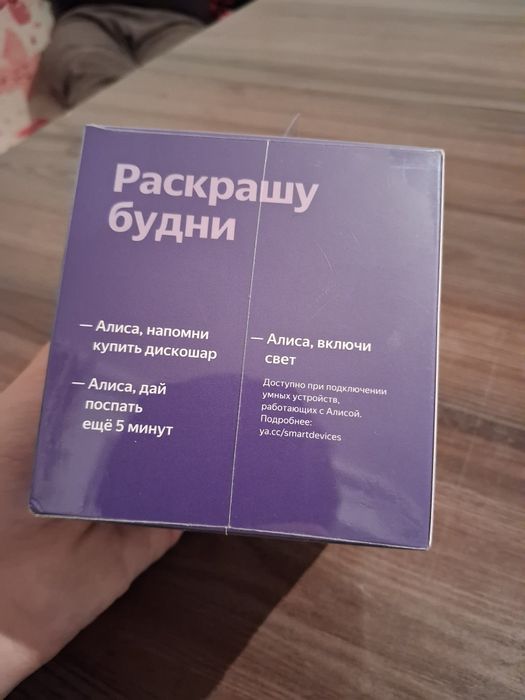 Раскрашу
будни
— Алиса, напомни
купить дискошар
— Алиса, дай
поспать
ещё 5 минут
— Алиса, включи
свет
Доступно при подключении
умных устройств,
работающих с Алисой.
Подробнее:
ya.cc/smartdevices